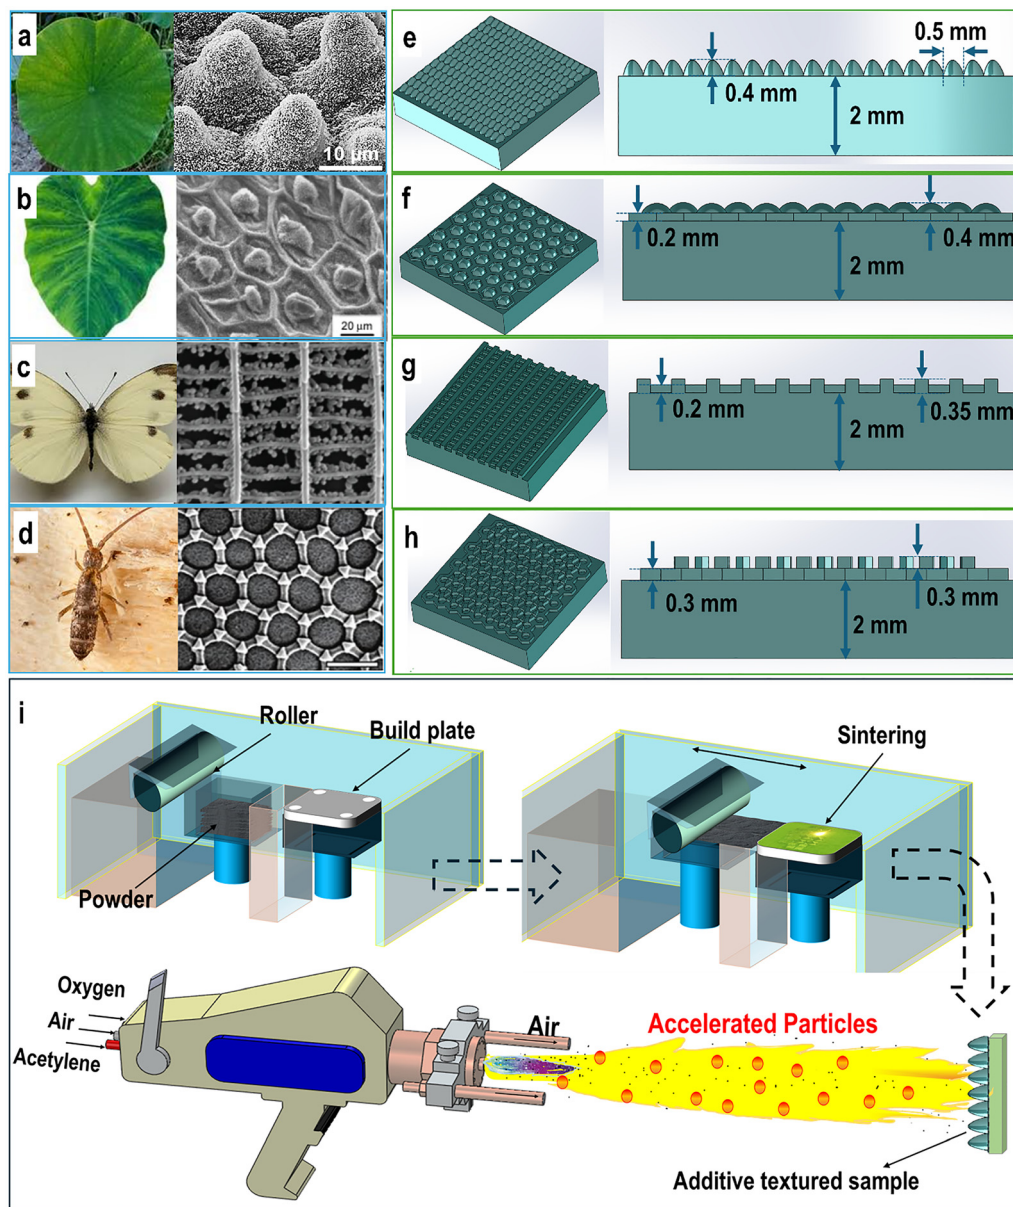 a
10 µm
e
0.5 mm
0.4 mm
2 mm
b
20 µm
f
0.2 mm
0.4 mm
2 mm
c
g
0.2 mm
0.35 mm
2 mm
d
h
0.3 mm
0.3 mm
2 mm
i
Roller
Build plate
Powder
Sintering
Oxygen
Air
Acetylene
Air
Accelerated Particles
Additive textured sample